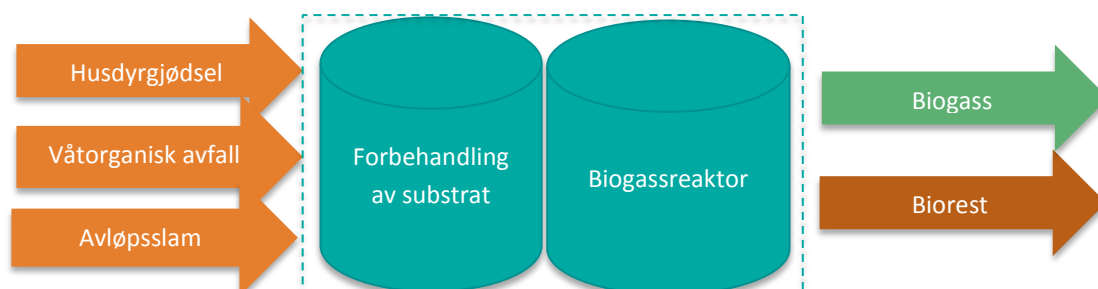 Husdyrgjødsel
Våtorganisk avfall
Avløpsslam
Forbehandling
av substrat
Biogassreaktor
Biogass
Biorest